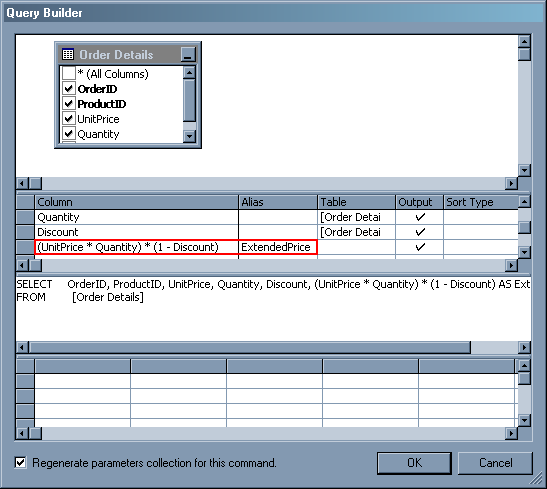 Query Builder
Order Details
* (All Columns)
OrderID
ProductID
UnitPrice
Quantity
Column Alias Table Output Sort Type
Quantity [Order Detai
Discount [Order Detai
(UnitPrice * Quantity) * (1 - Discount) ExtendedPrice
SELECT OrderID, ProductID, UnitPrice, Quantity, Discount, (UnitPrice * Quantity) * (1 - Discount) AS Ext
FROM [Order Details]
Regenerate parameters collection for this command.
OK Cancel